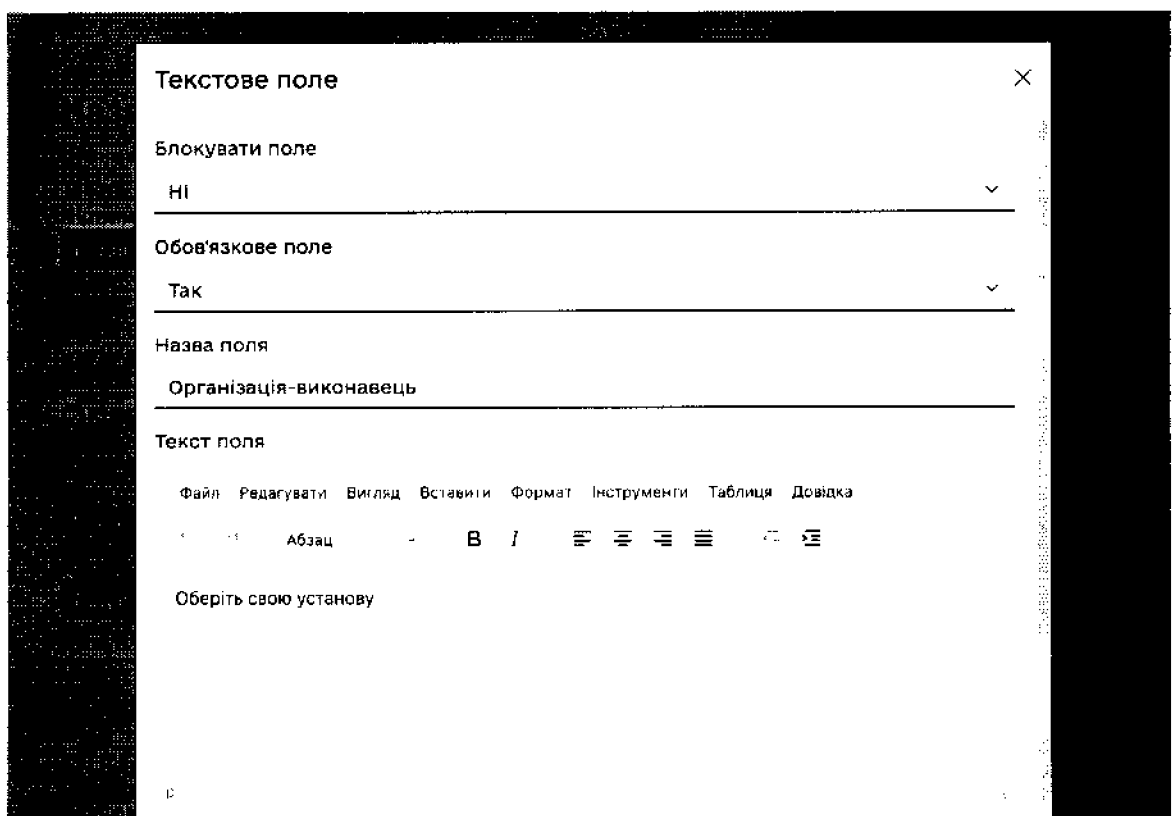 Текстове поле
Блокувати поле
Ні
Обов'язкове поле
Так
Назва поля
Організація-виконавець
Текст поля
Файл Редагувати Вигляд Вставити Формат Інструменти Таблиця Довідка
Абзац B I
Оберіть свою установу
p